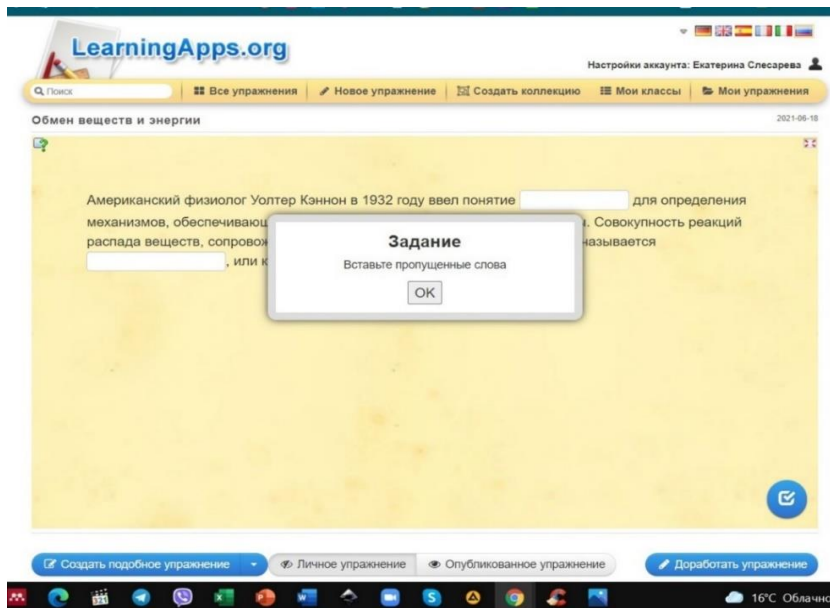 LearningApps.org
Настройки аккаунта: Екатерина Слесарева
Поиск
Все упражнения
Новое упражнение
Создать коллекцию
Мои классы
Мои упражнения
Обмен веществ и энергии
2021-06-18
Американский физиолог Уолтер Кэннон в 1932 году ввел понятие для определения
механизмов, обеспечивающ . Совокупность реакций
распада веществ, сопровож называется
, или к
Задание
Вставьте пропущенные слова
OK
Создать подобное упражнение
Личное упражнение
Опубликованное упражнение
Доработать упражнение
16°C Облачно